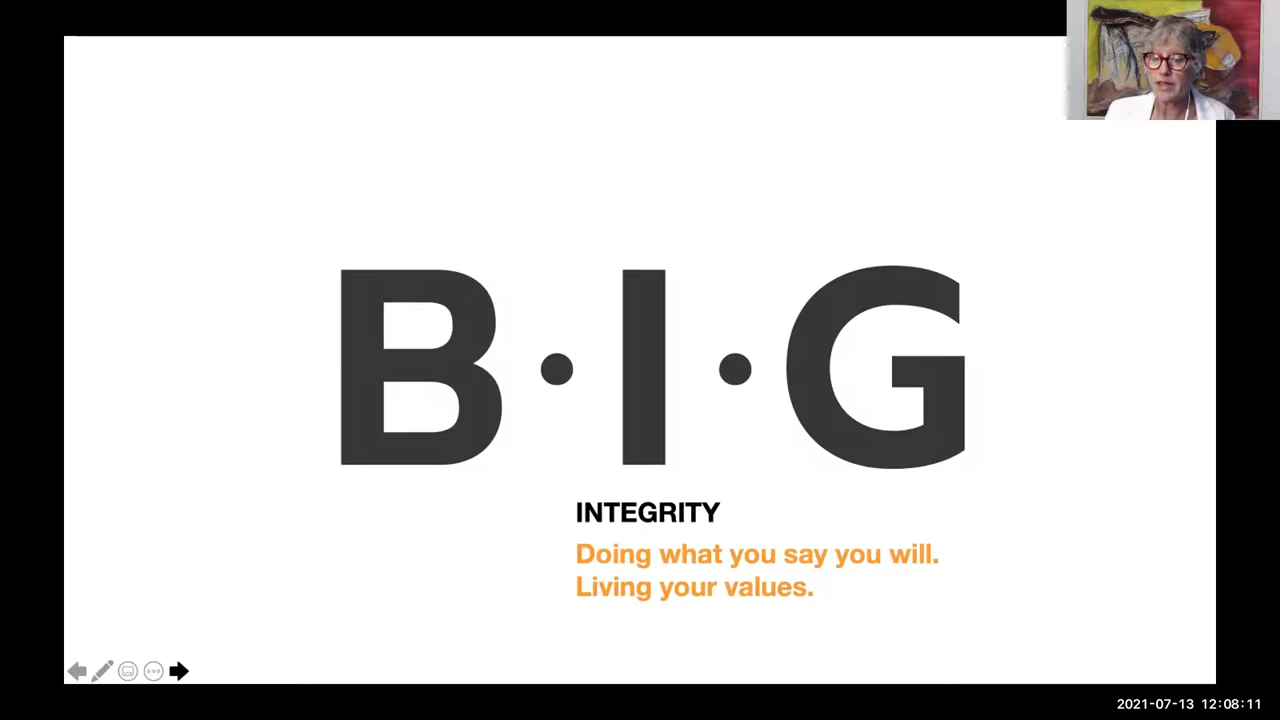 B·I·G
INTEGRITY
Doing what you say you will.
Living your values.
2021-07-13 12:08:11